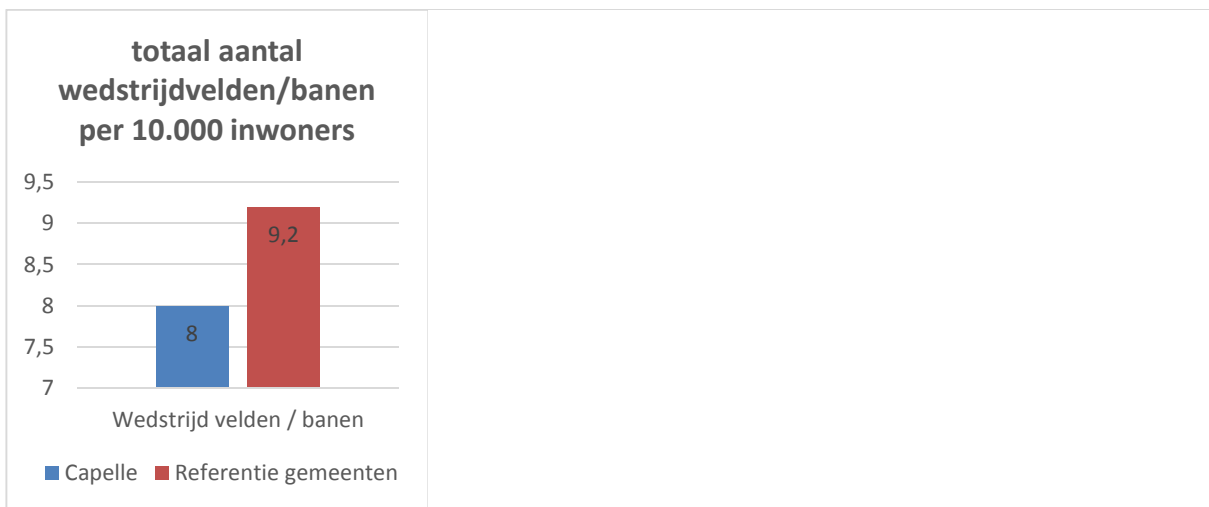 totaal aantal
wedstrijdvelden/banen
per 10.000 inwoners
9,5
9
8,5
8
7,5
7
8
9,2
Wedstrijd velden / banen
Capelle
Referentie gemeenten